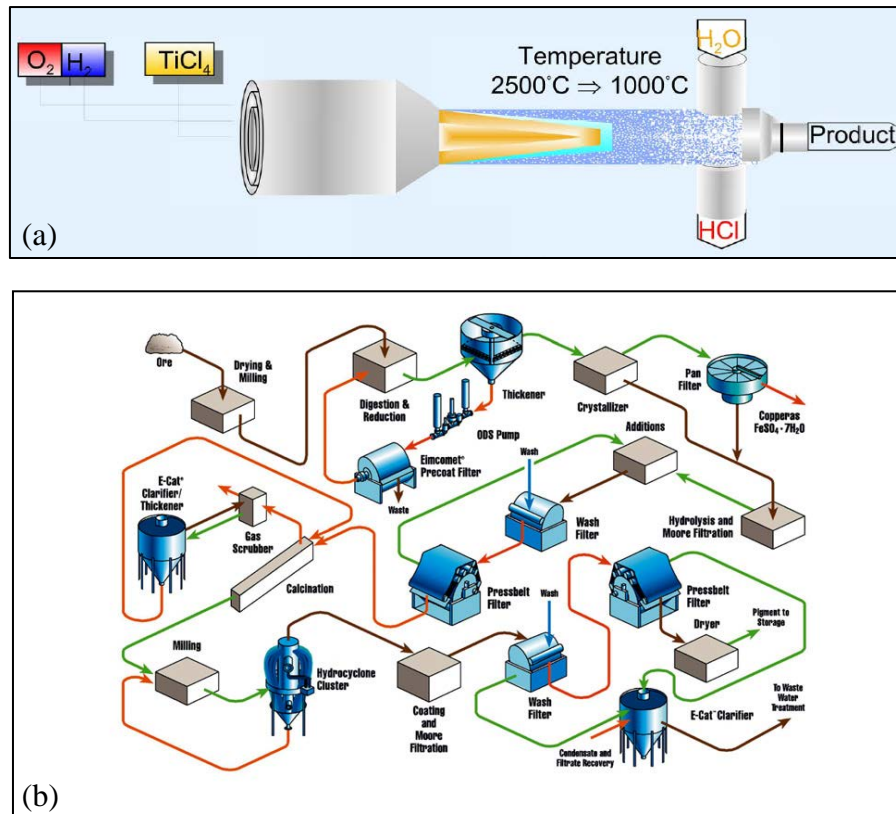 O2 H2
TiCl4
Temperature
2500°C ⇒ 1000°C
H2O
Product
HCl
(a)
Ore
Drying &
Milling
Digestion &
Reduction
Thickener
ODS Pump
Eimcomet®
Precoat Filter
Waste
Crystallizer
Pan
Filter
Copperas
FeSO4·7H2O
Additions
Wash
Wash
Filter
Hydrolysis and
Moore Filtration
E-Cat®
Clarifier/
Thickener
Gas
Scrubber
Calcination
Pressbelt
Filter
Pressbelt
Filter
Pigment to
Storage
Dryer
Milling
Hydrocyclone
Cluster
Coating
and
Moore
Filtration
Wash
Wash
Filter
E-Cat™ Clarifier
To Waste
Water
Treatment
Condensate and
Filtrate Recovery
(b)